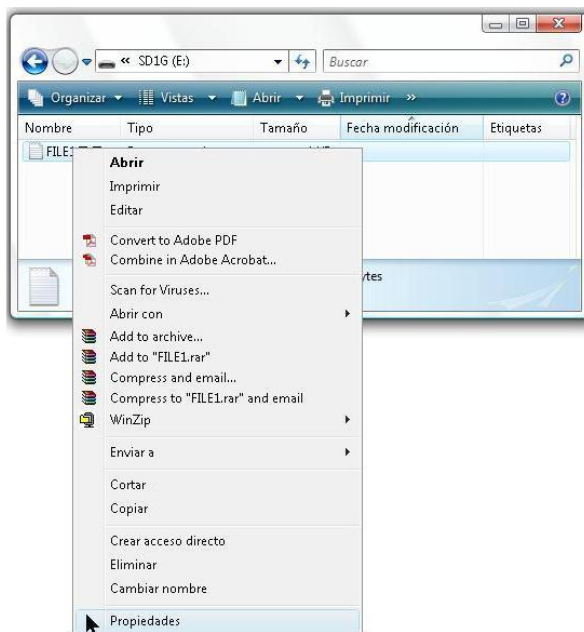 « SD1G (E:) Buscar
Organizar Vistas Abrir Imprimir »
Nombre Tipo Tamaño Fecha modificación Etiquetas
Abrir
Imprimir
Editar
Convert to Adobe PDF
Combine in Adobe Acrobat...
Scan for Viruses...
Abrir con
Add to archive...
Add to "FILE1.rar"
Compress and email...
Compress to "FILE1.rar" and email
WinZip
Enviar a
Cortar
Copiar
Crear acceso directo
Eliminar
Cambiar nombre
Propiedades